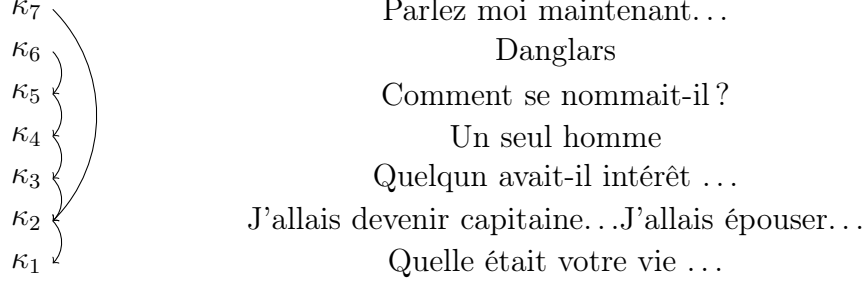 κ₇ Parlez moi maintenant…
κ₆ Danglars
κ₅ Comment se nommait-il ?
κ₄ Un seul homme
κ₃ Quelqun avait-il intérêt …
κ₂ J'allais devenir capitaine…J'allais épouser…
κ₁ Quelle était votre vie …